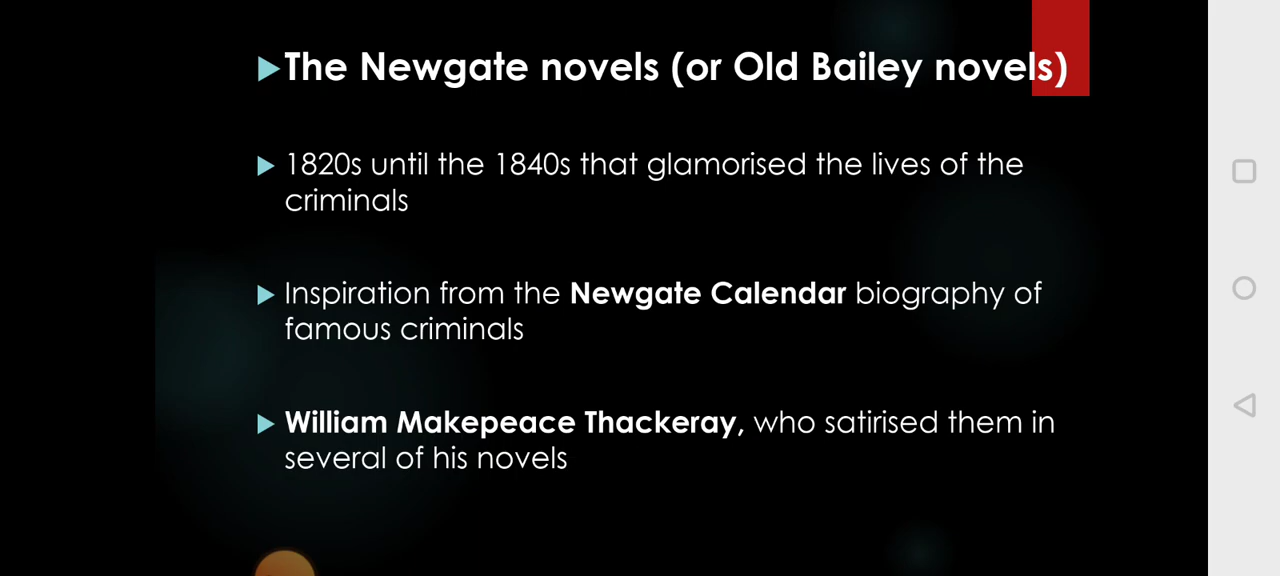 The Newgate novels (or Old Bailey novels)
1820s until the 1840s that glamorised the lives of the
criminals
Inspiration from the Newgate Calendar biography of
famous criminals
William Makepeace Thackeray, who satirised them in
several of his novels